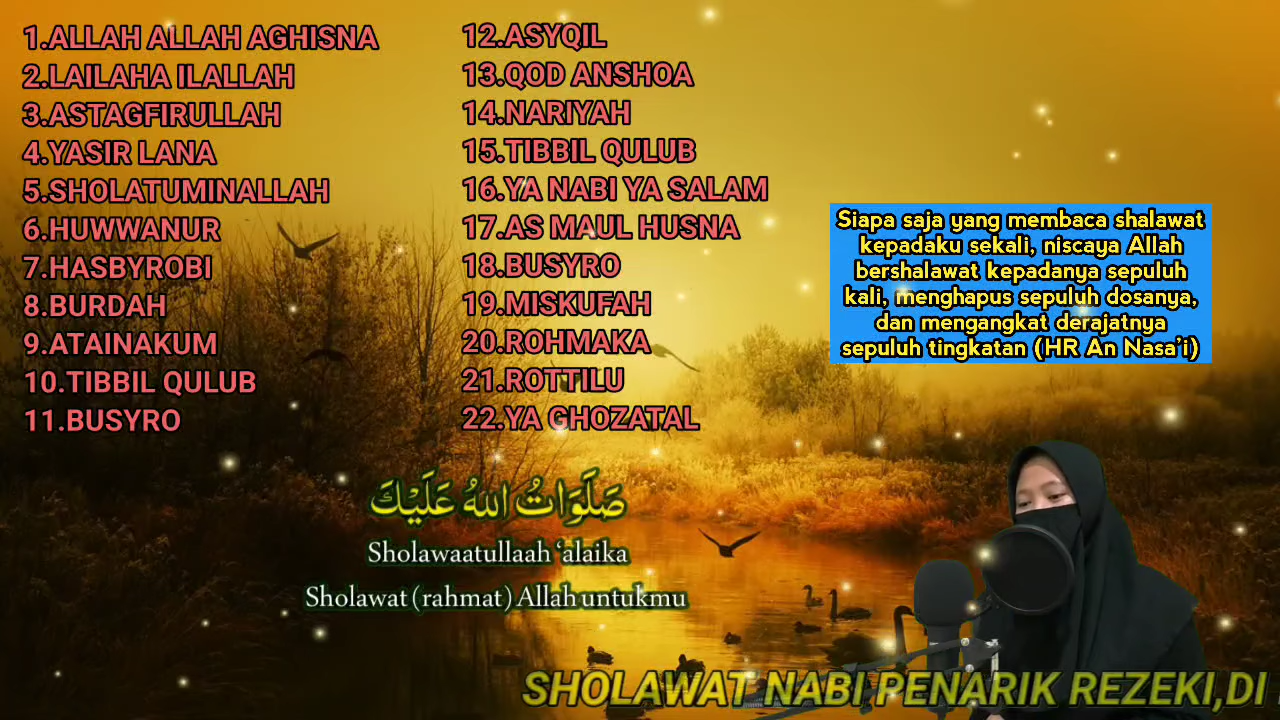 1.ALLAH ALLAH AGHISNA
2.LAILAHA ILALLAH
3.ASTAGFIRULLAH
4.YASIR LANA
5.SHOLATUMINALLAH
6.HUWWANUR
7.HASBYROBI
8.BURDAH
9.ATAINAKUM
10.TIBBIL QULUB
11.BUSYRO
12.ASYQIL
13.QOD ANSHOA
14.NARIYAH
15.TIBBIL QULUB
16.YA NABI YA SALAM
17.AS MAUL HUSNA
18.BUSYRO
19.MISKUFAH
20.ROHMAKA
21.ROTTILU
22.YA GHOZATAL
Siapa saja yang membaca shalawat
kepadaku sekali, niscaya Allah
bershalawat kepadanya sepuluh
kali, menghapus sepuluh dosanya,
dan mengangkat derajatnya
sepuluh tingkatan (HR An Nasa'i)
صَلَوَاتُ اللهُ عَلَيْكَ
Sholawaatullaah 'alaika
Sholawat (rahmat) Allah untukmu
SHOLAWAT NABI PENARIK REZEKI,DI